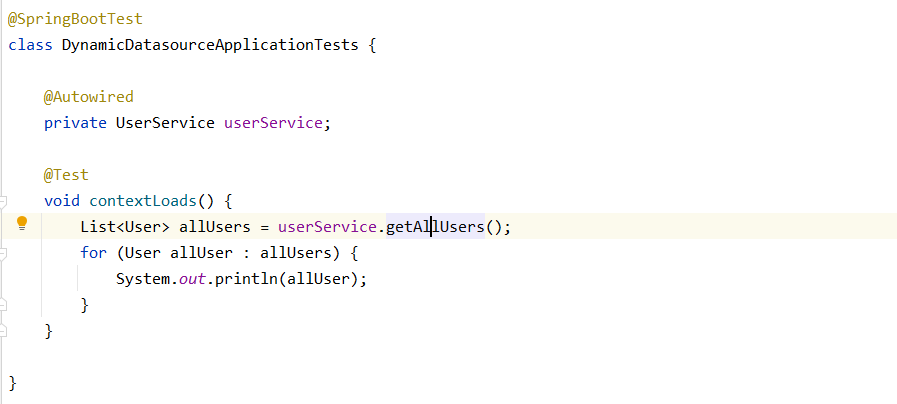 @SpringBootTest
class DynamicDatasourceApplicationTests {
@Autowired
private UserService userService;
@Test
void contextLoads() {
List<User> allUsers = userService.getAllUsers();
for (User allUser : allUsers) {
System.out.println(allUser);
}
}
}